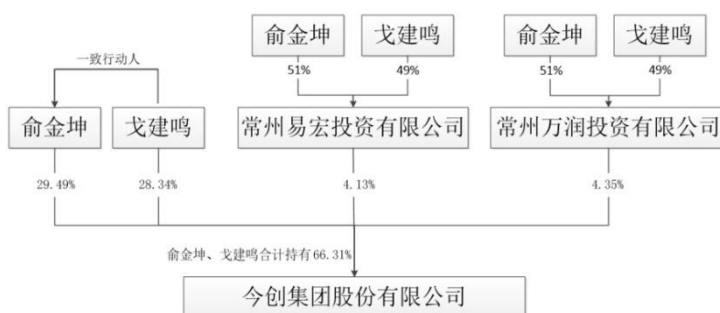 俞金坤 戈建鸣 俞金坤 戈建鸣
一致行动人 51% 49% 51% 49%
俞金坤 戈建鸣 常州易宏投资有限公司 常州万润投资有限公司
29.49% 28.34% 4.13% 4.35%
俞金坤、戈建鸣合计持有66.31%
今创集团股份有限公司